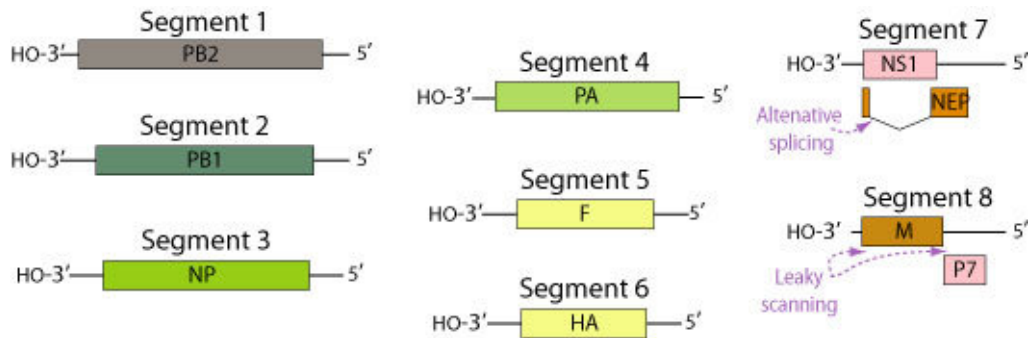 Segment 1
HO-3′ PB2 5′
Segment 2
HO-3′ PB1 5′
Segment 3
HO-3′ NP 5′
Segment 4
HO-3′ PA 5′
Segment 5
HO-3′ F 5′
Segment 6
HO-3′ HA 5′
Segment 7
HO-3′ NS1 5′
NEP
Altenative
splicing
Segment 8
HO-3′ M 5′
P7
Leaky
scanning